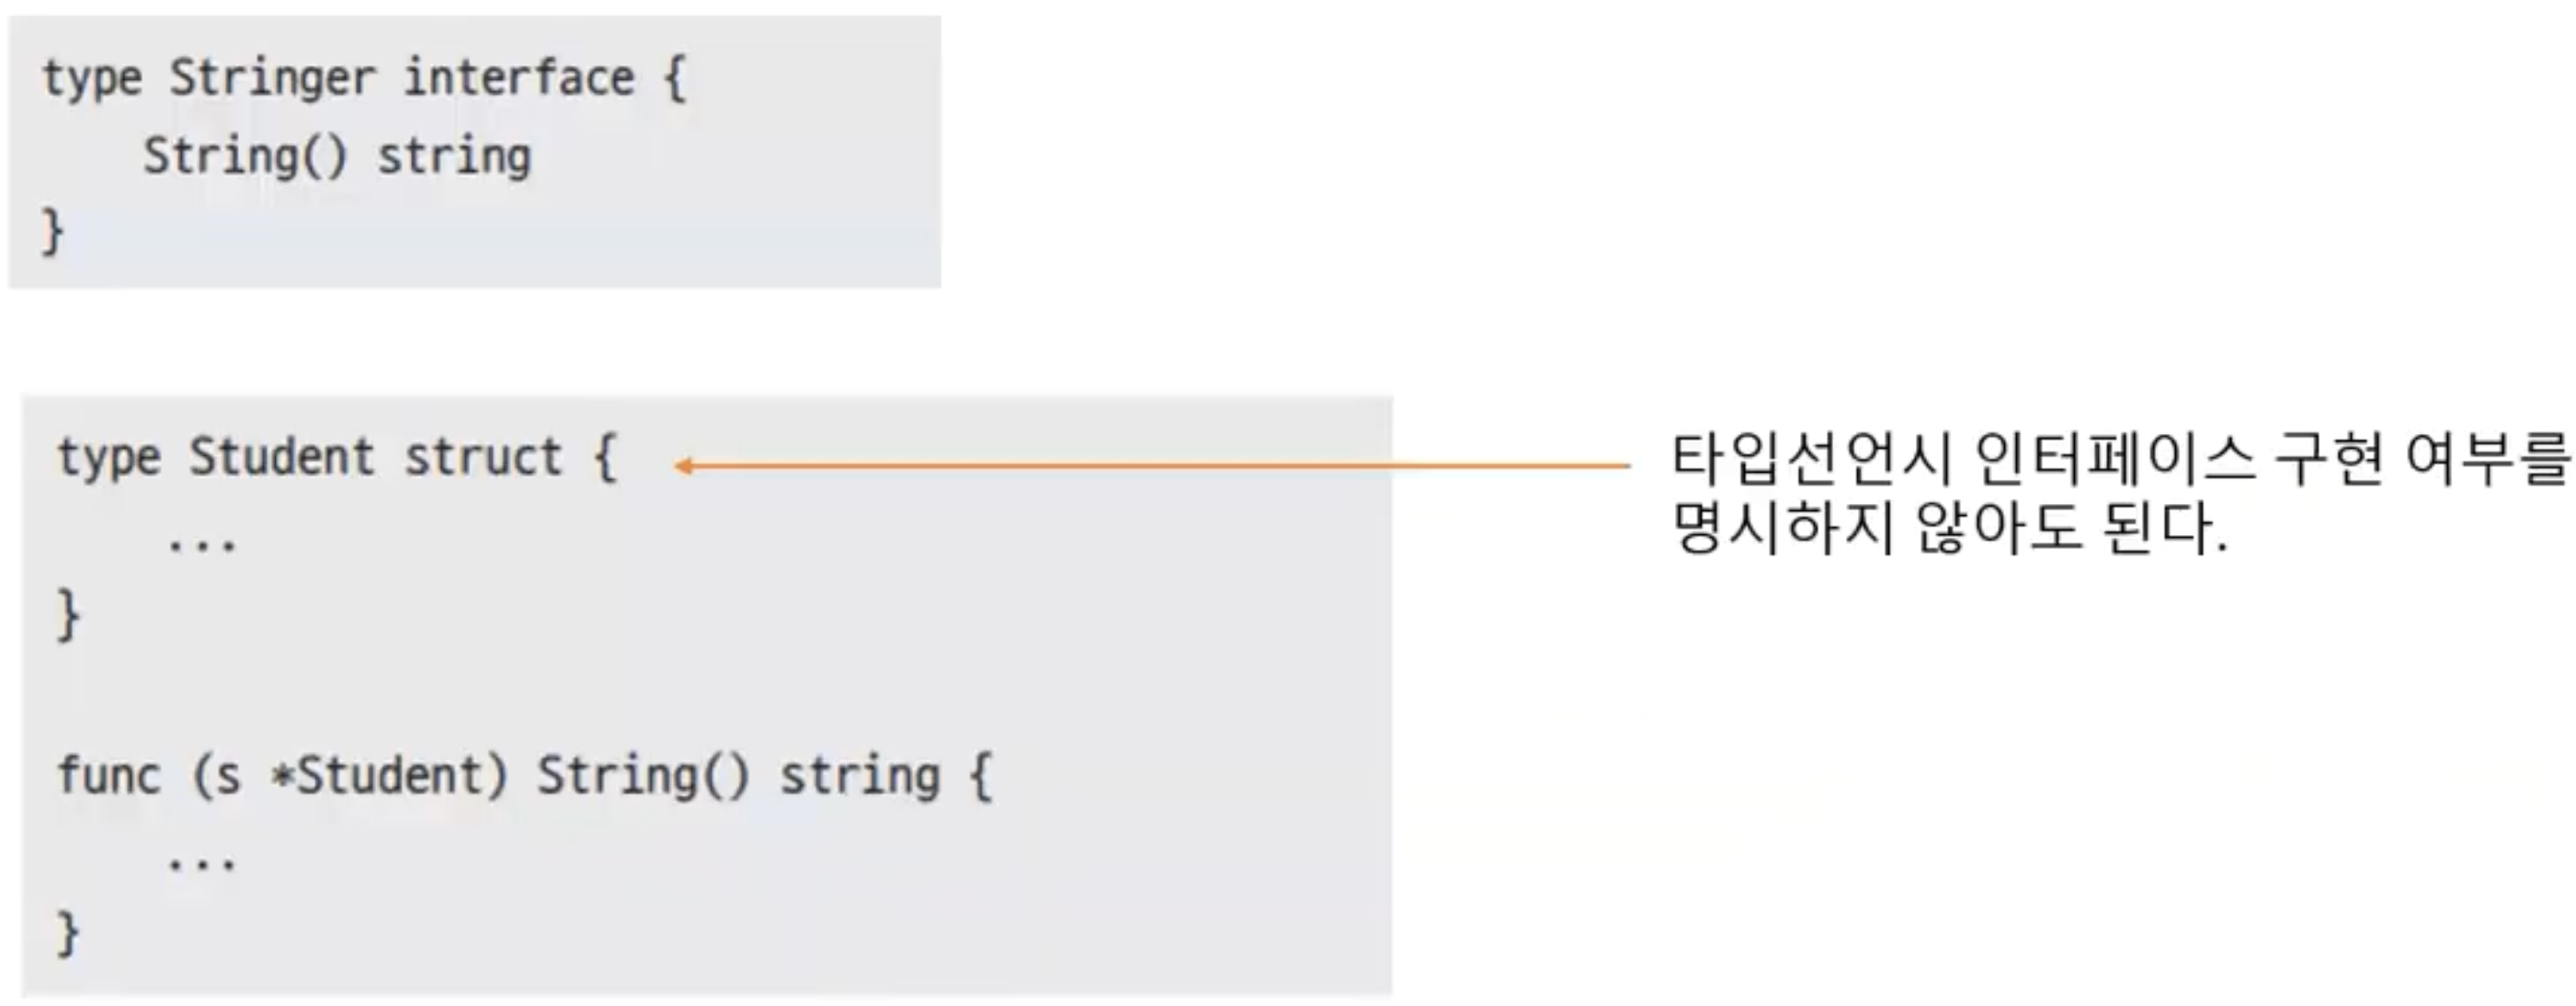 type Stringer interface {
    String() string
}
type Student struct {
    ...
}
타입선언시 인터페이스 구현 여부를
명시하지 않아도 된다.
func (s *Student) String() string {
    ...
}